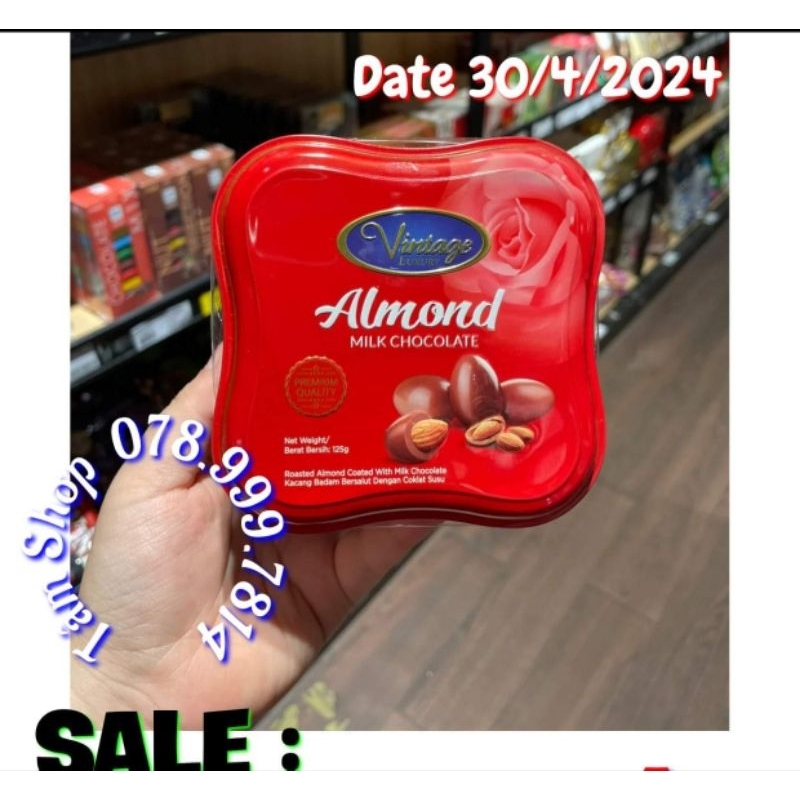 Date 30/4/2024
Vintage
LUXURY
Almond
MILK CHOCOLATE
PREMIUM
QUALITY
Net Weight/
Berat Bersih: 125g
Roasted Almond Coated With Milk Chocolate
Kacang Badam Bersalut Dengan Coklat Susu
Tân Shop 078.999.7814
SALE :